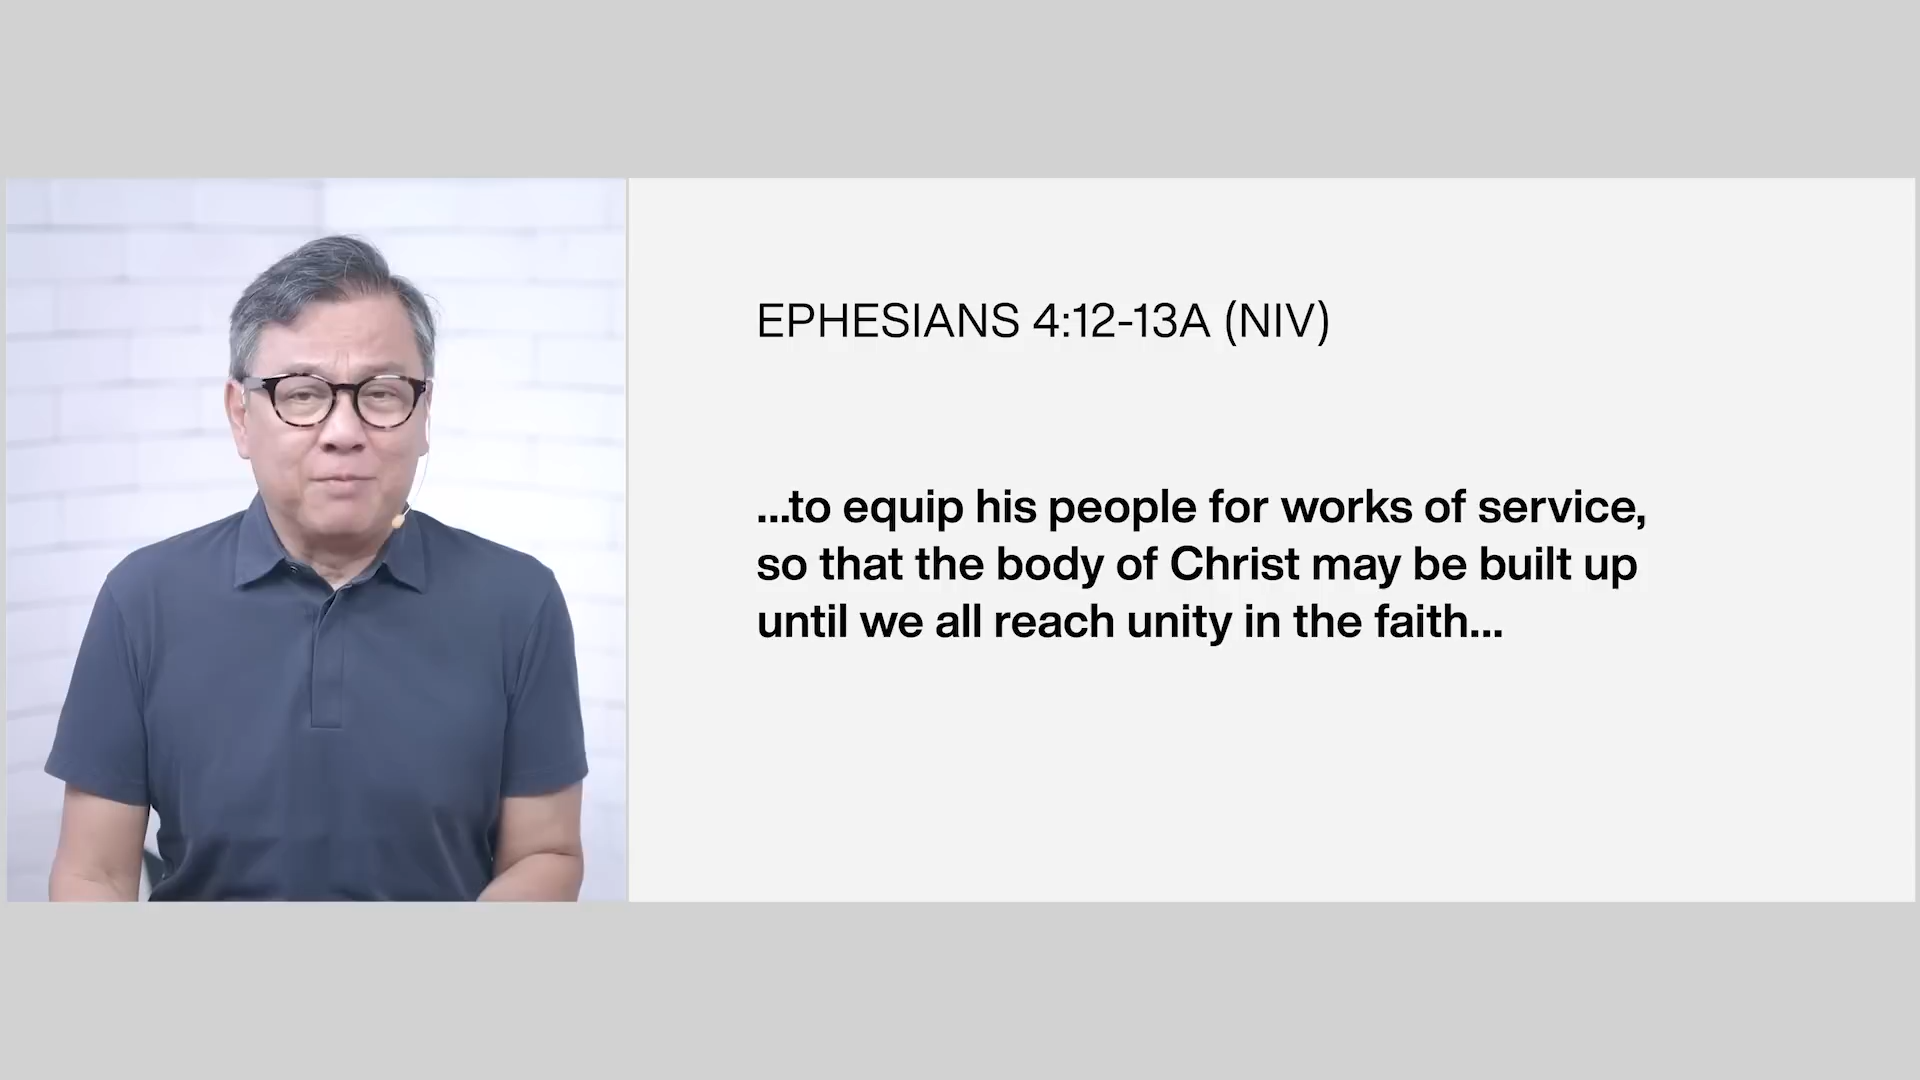 EPHESIANS 4:12-13A (NIV)
...to equip his people for works of service,
so that the body of Christ may be built up
until we all reach unity in the faith...